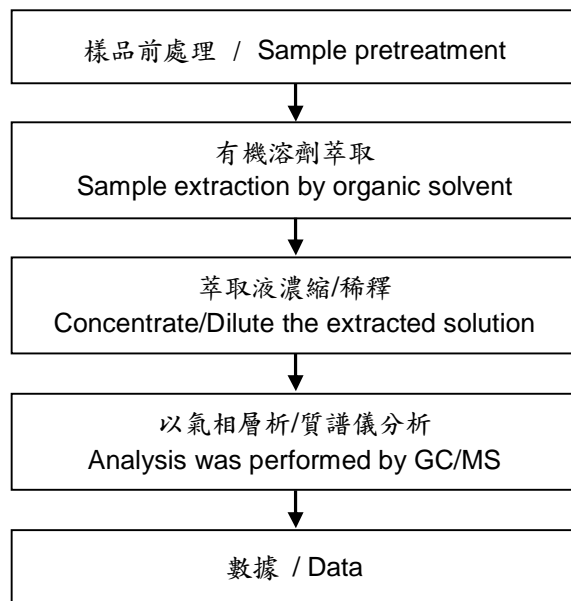 樣品前處理 / Sample pretreatment
有機溶劑萃取
Sample extraction by organic solvent
萃取液濃縮/稀釋
Concentrate/Dilute the extracted solution
以氣相層析/質譜儀分析
Analysis was performed by GC/MS
數據 / Data